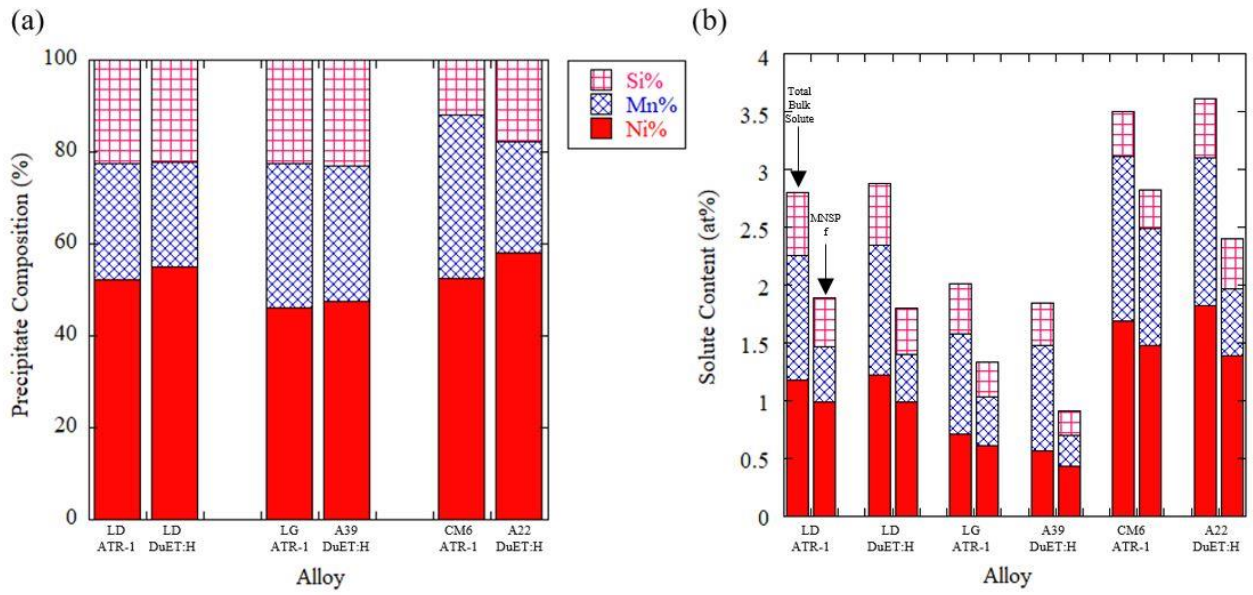 (a)
100
80
60
40
20
0
Precipitate Composition (%)
LD
ATR-1
LD
DuET:H
LG
ATR-1
A39
DuET:H
CM6
ATR-1
A22
DuET:H
Alloy
Si%
Mn%
Ni%
(b)
4
3.5
3
2.5
2
1.5
1
0.5
0
Solute Content (at%)
Total
Bulk
Solute
MNSP
f
LD
ATR-1
LD
DuET:H
LG
ATR-1
A39
DuET:H
CM6
ATR-1
A22
DuET:H
Alloy